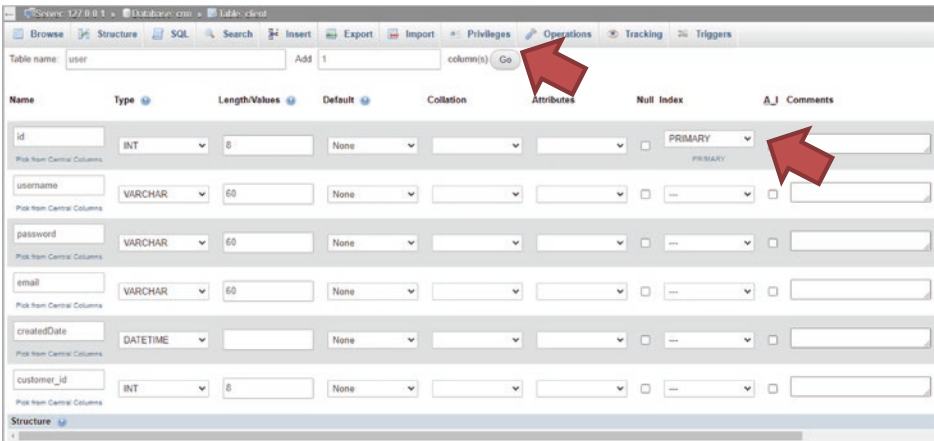 Server: 127.0.0.1 » Database: crm » Table: client
Browse Structure SQL Search Insert Export Import Privileges Operations Tracking Triggers
Table name: user Add 1 column(s) Go
Name Type Length/Values Default Collation Attributes Null Index A_I Comments
id INT 8 None PRIMARY
Pick from Central Columns PRIMARY
username VARCHAR 60 None ---
Pick from Central Columns
password VARCHAR 60 None ---
Pick from Central Columns
email VARCHAR 60 None ---
Pick from Central Columns
createdDate DATETIME None ---
Pick from Central Columns
customer_id INT 8 None ---
Pick from Central Columns
Structure